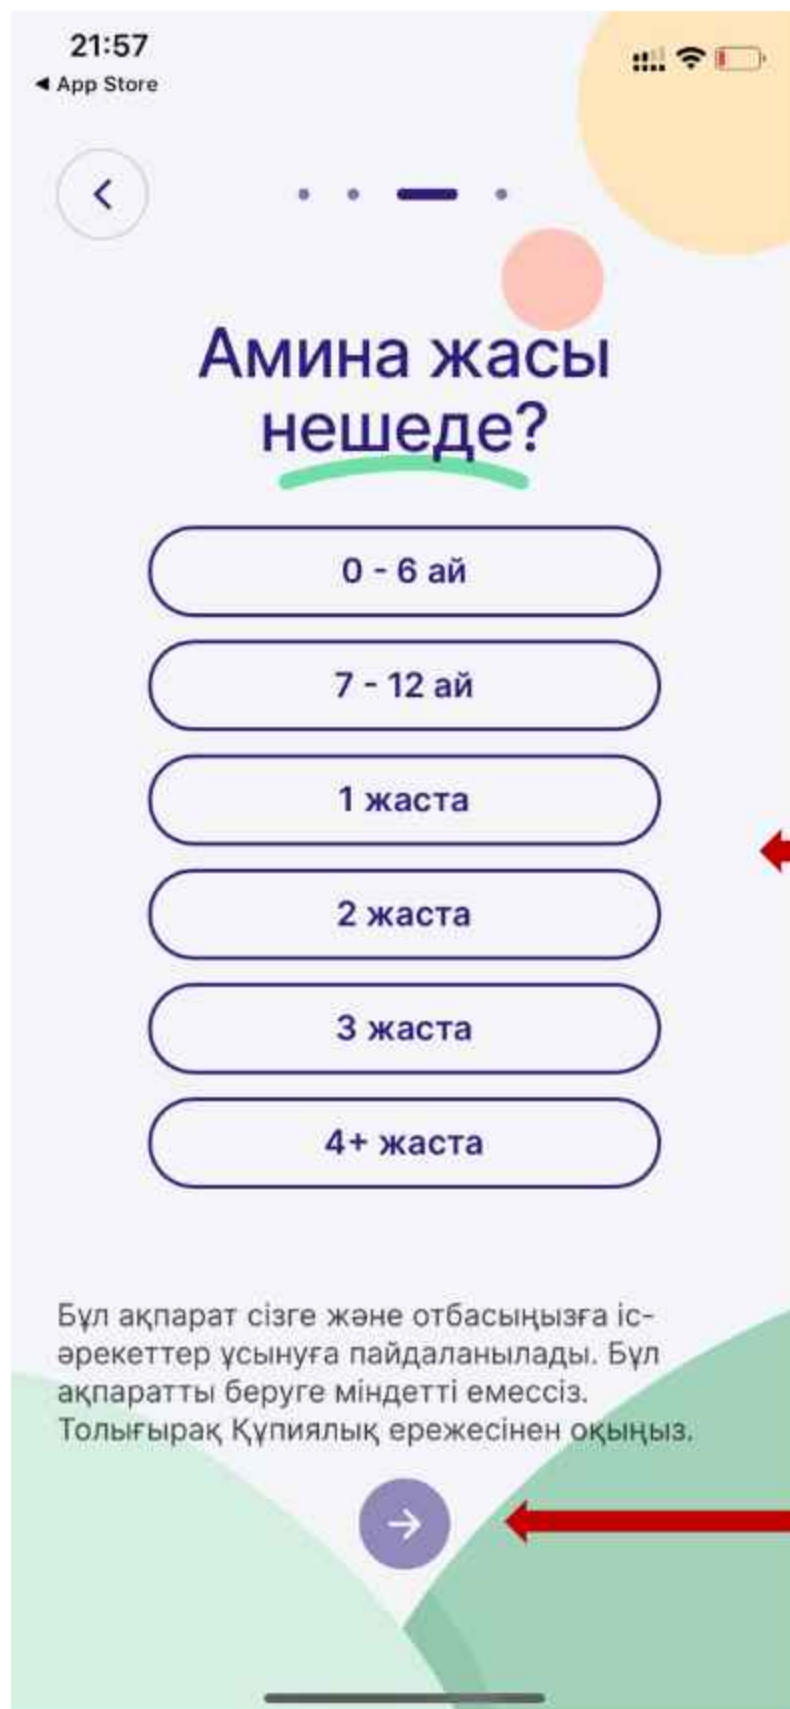 21:57
◀ App Store
Амина жасы
нешеде?
0 - 6 ай
7 - 12 ай
1 жаста
2 жаста
3 жаста
4+ жаста
Бұл ақпарат сізге және отбасыңызға іс-
әрекеттер ұсынуға пайдаланылады. Бұл
ақпаратты беруге міндетті емессіз.
Толығырақ Құпиялық ережесінен оқыңыз.